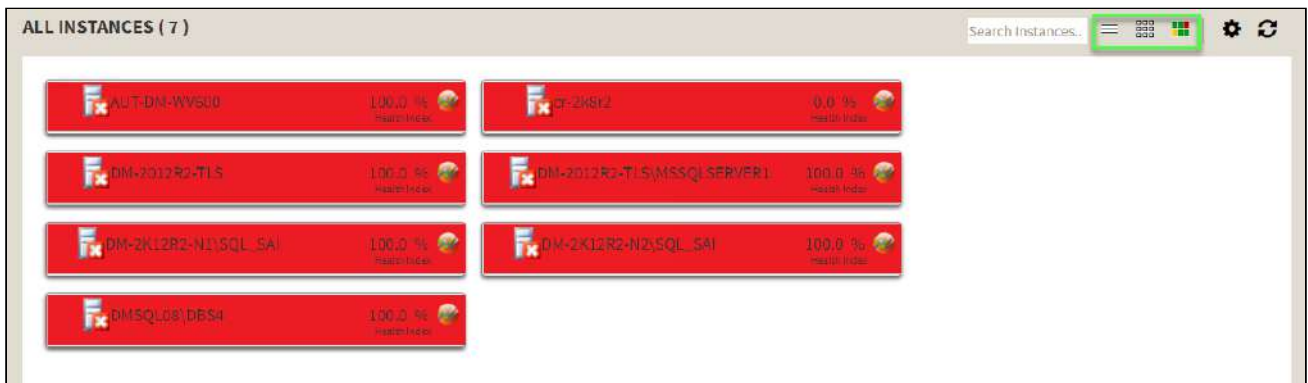 ALL INSTANCES ( 7 )
Search Instances..
AUT-DM-WV600 100.0 %
Health Index
cr-2k8r2 0.0 %
Health Index
DM-2012R2-TLS 100.0 %
Health Index
DM-2012R2-TLS\MSSQLSERVER1 100.0 %
Health Index
DM-2K12R2-N1\SQL_SAI 100.0 %
Health Index
DM-2K12R2-N2\SQL_SAI 100.0 %
Health Index
DMSQL08\DBS4 100.0 %
Health Index